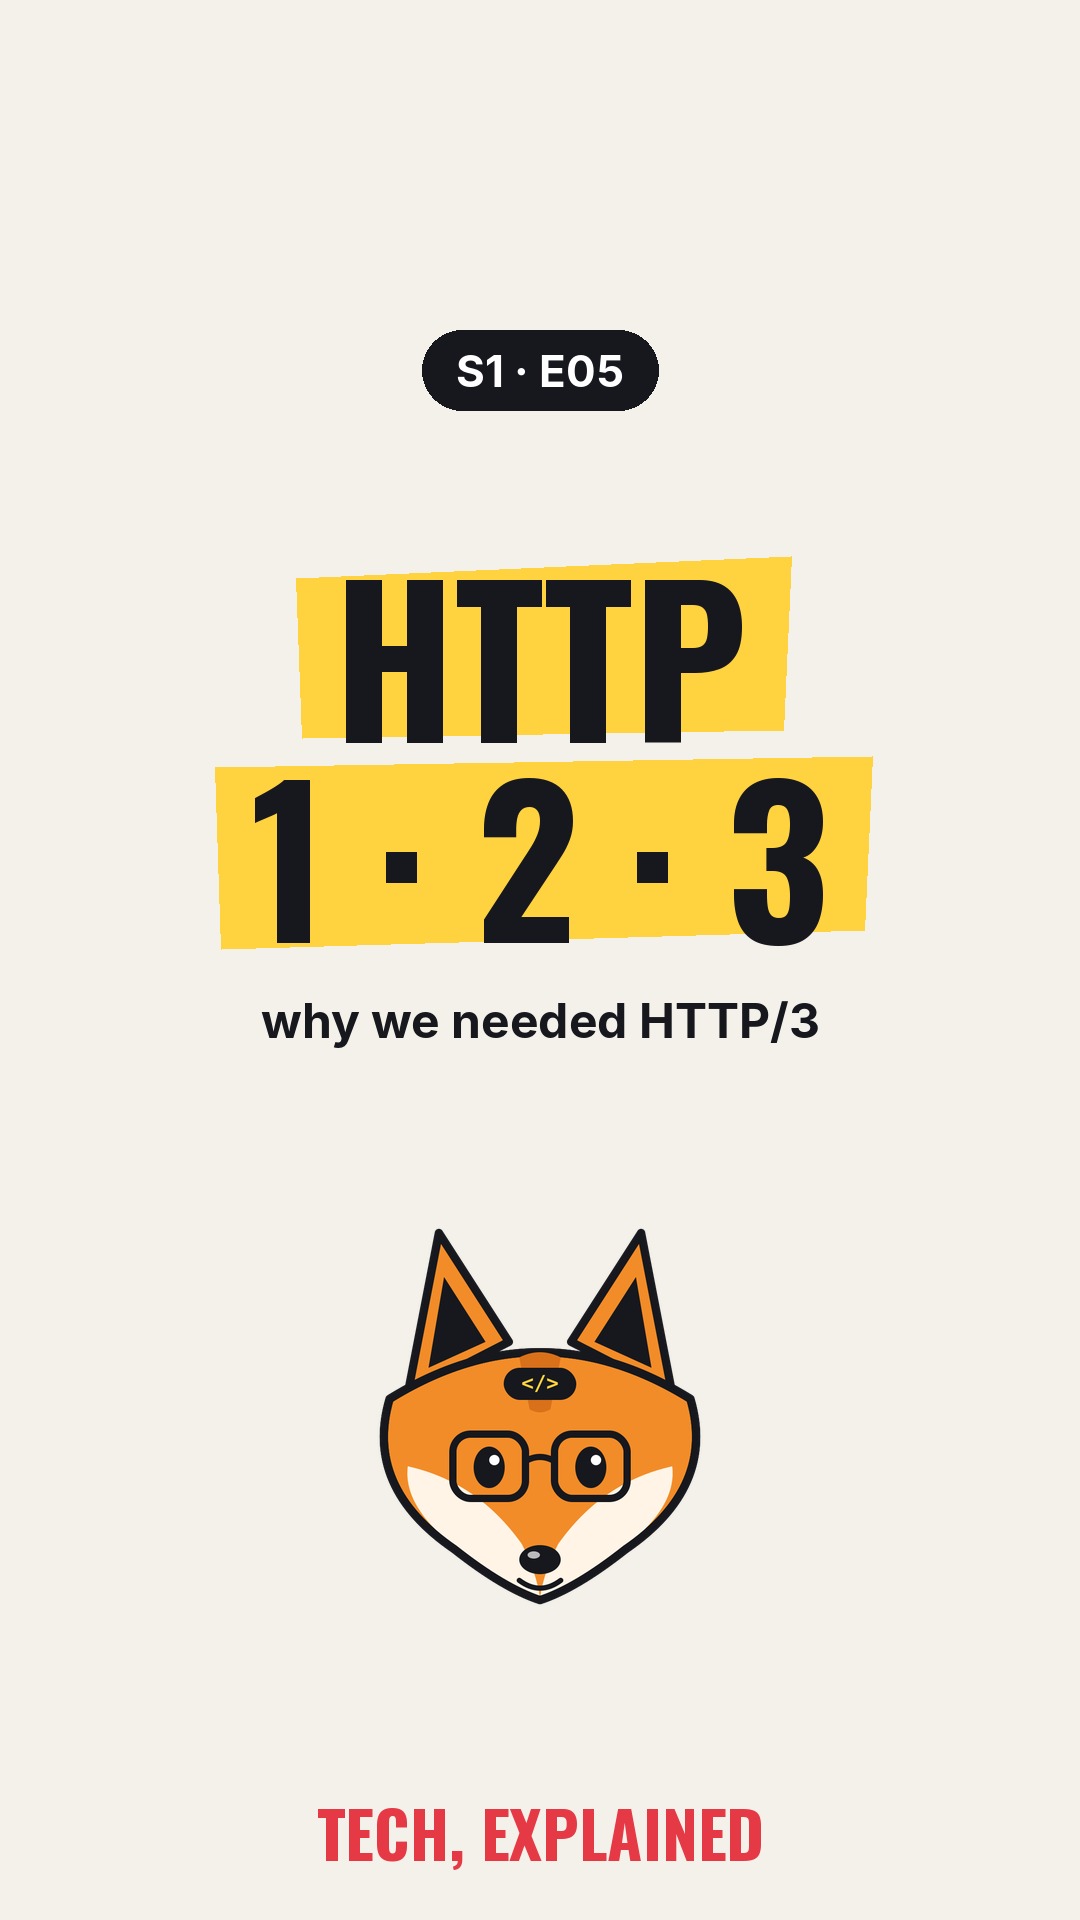 S1 · E05
HTTP
1 · 2 · 3
why we needed HTTP/3
</>
TECH, EXPLAINED